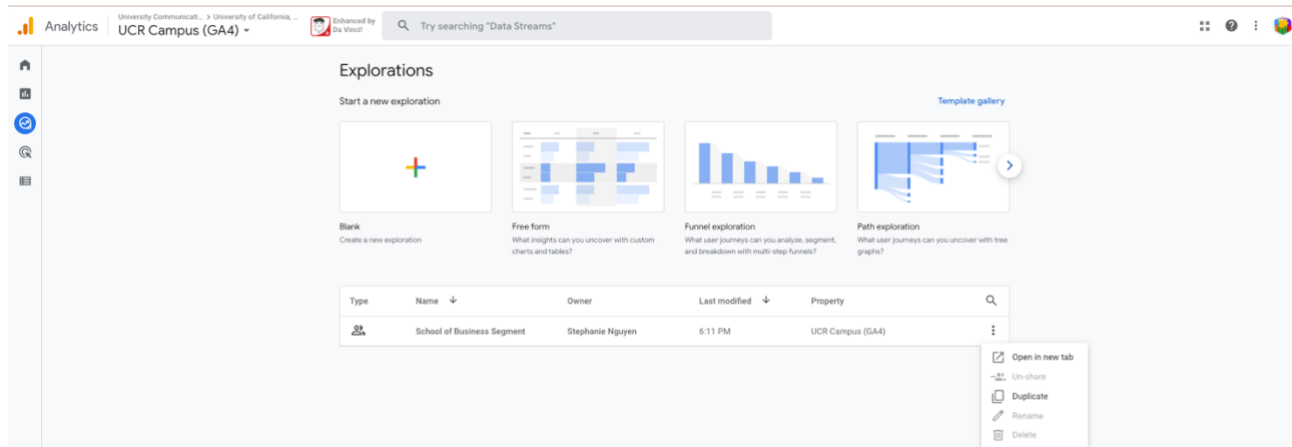 University Communicati... > University of California, ...
Analytics
UCR Campus (GA4)
Enhanced by
Da Vinci!
Try searching "Data Streams"
Explorations
Start a new exploration
Template gallery
Blank
Create a new exploration
Free form
What insights can you uncover with custom
charts and tables?
Funnel exploration
What user journeys can you analyze, segment,
and breakdown with multi-step funnels?
Path exploration
What user journeys can you uncover with tree
graphs?
Type Name Owner Last modified Property
School of Business Segment Stephanie Nguyen 6:11 PM UCR Campus (GA4)
Open in new tab
Un-share
Duplicate
Rename
Delete